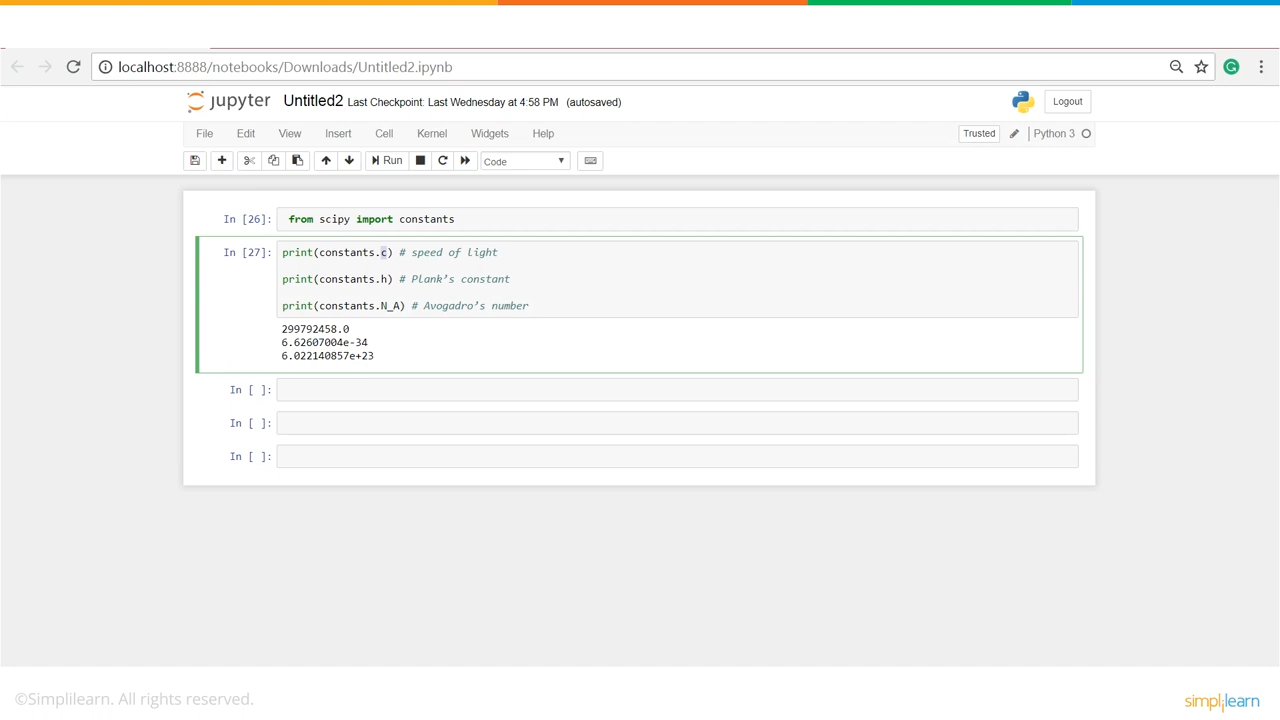 localhost:8888/notebooks/Downloads/Untitled2.ipynb
jupyter Untitled2 Last Checkpoint: Last Wednesday at 4:58 PM (autosaved) Logout
File Edit View Insert Cell Kernel Widgets Help Trusted Python 3
Run Code
In [26]: from scipy import constants
In [27]: print(constants.c) # speed of light
print(constants.h) # Plank’s constant
print(constants.N_A) # Avogadro’s number
299792458.0
6.62607004e-34
6.022140857e+23
In [ ]:
In [ ]:
In [ ]:
©Simplilearn. All rights reserved. simplilearn